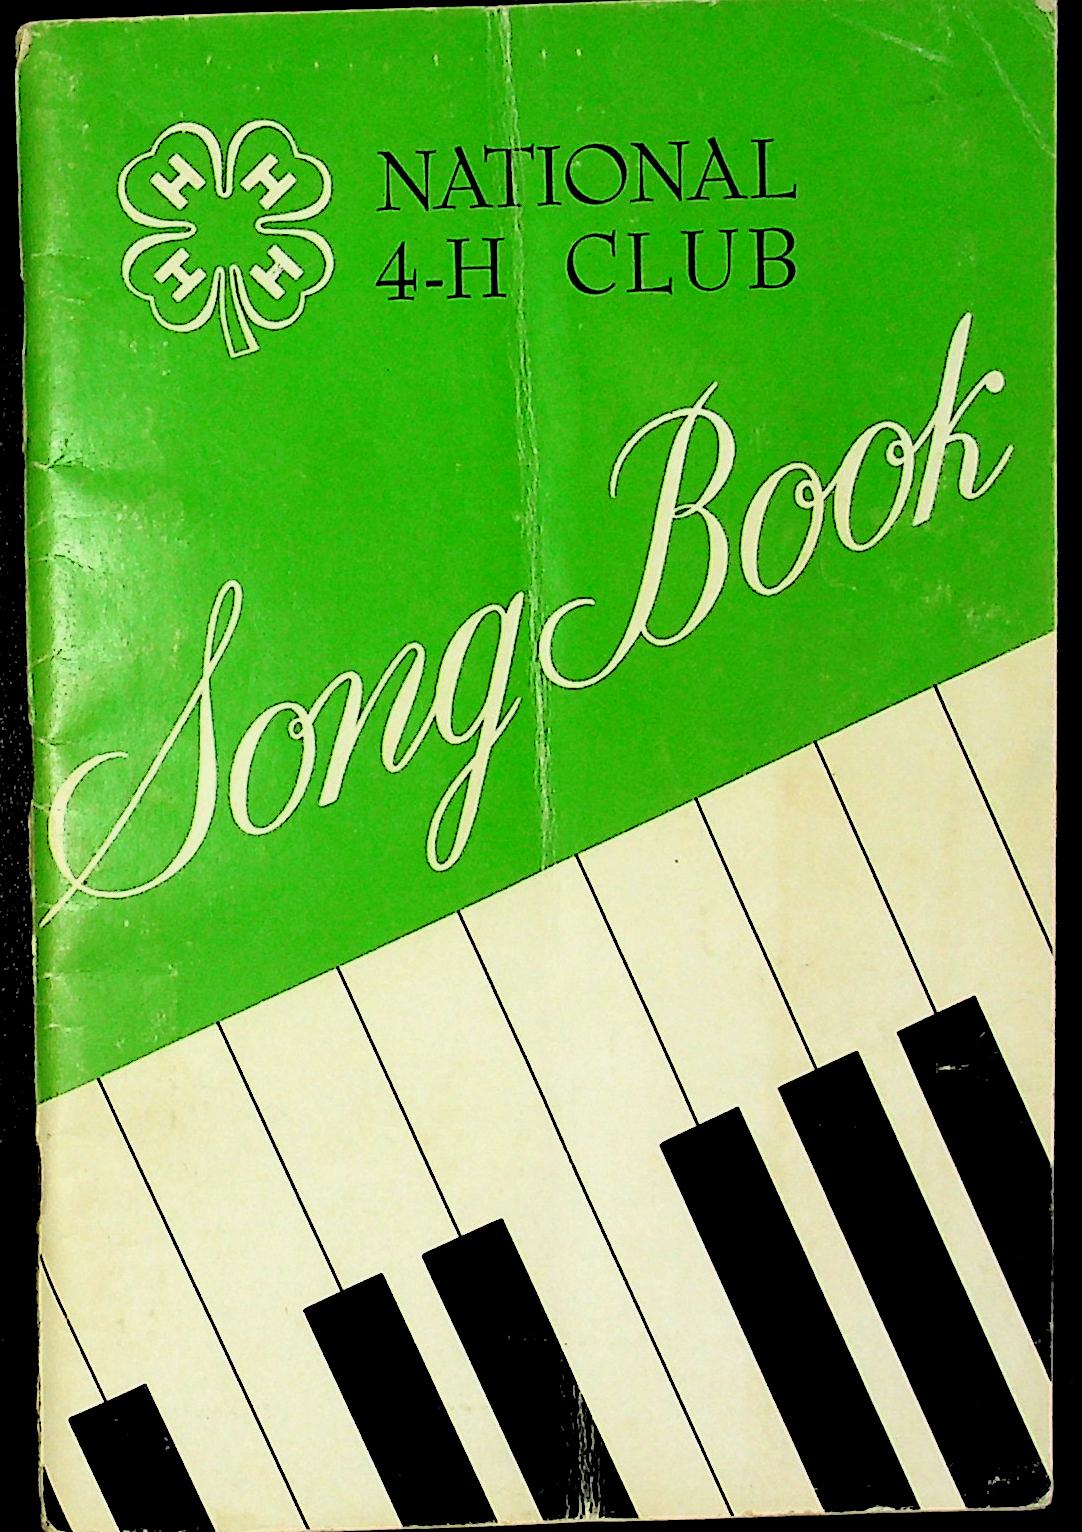 H H
H H
NATIONAL
4-H CLUB
Song Book